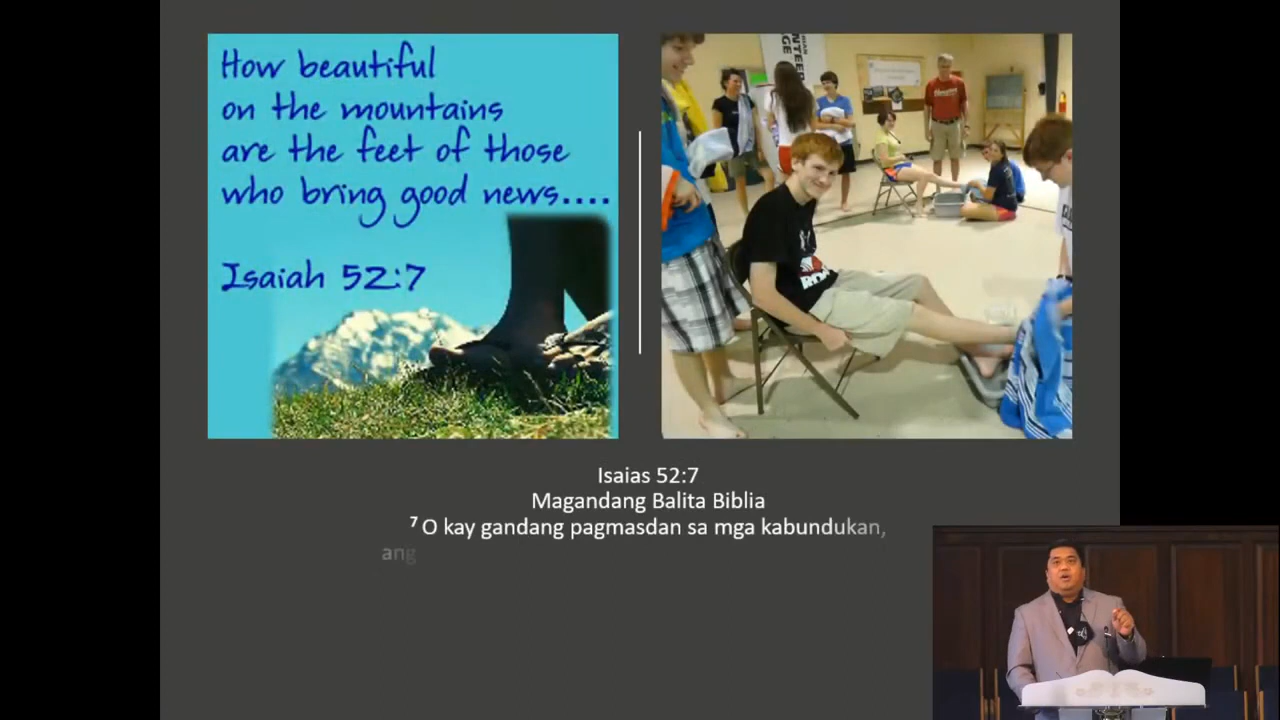 How beautiful
on the mountains
are the feet of those
who bring good news....
Isaiah 52:7
Isaias 52:7
Magandang Balita Biblia
⁷ O kay gandang pagmasdan sa mga kabundukan,
ang